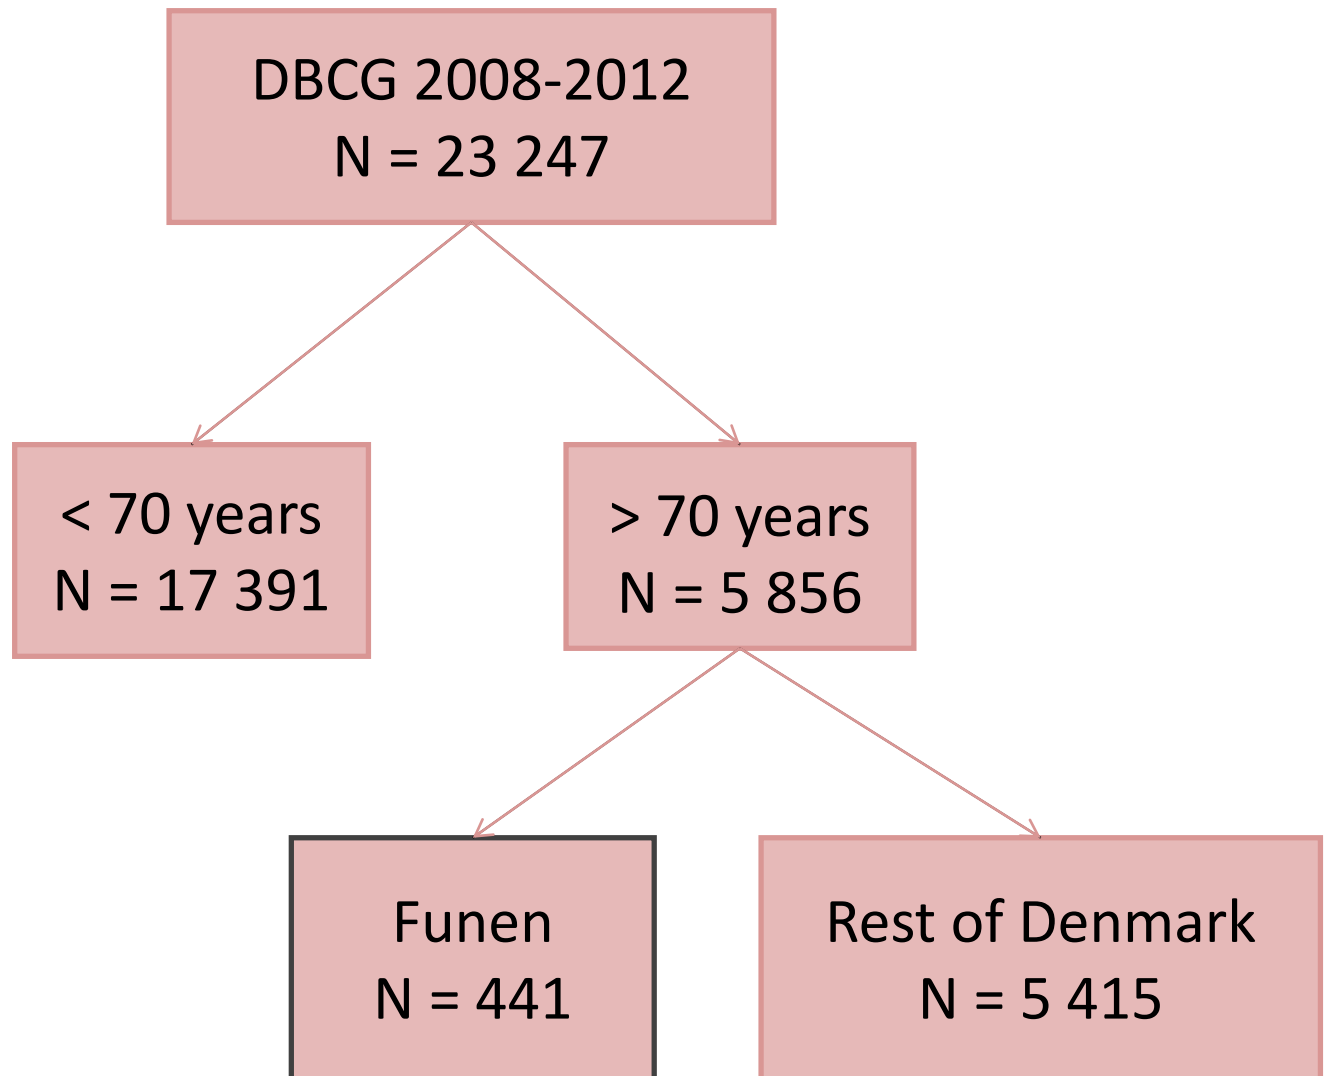 DBCG 2008-2012
N = 23 247
< 70 years
N = 17 391
> 70 years
N = 5 856
Funen
N = 441
Rest of Denmark
N = 5 415